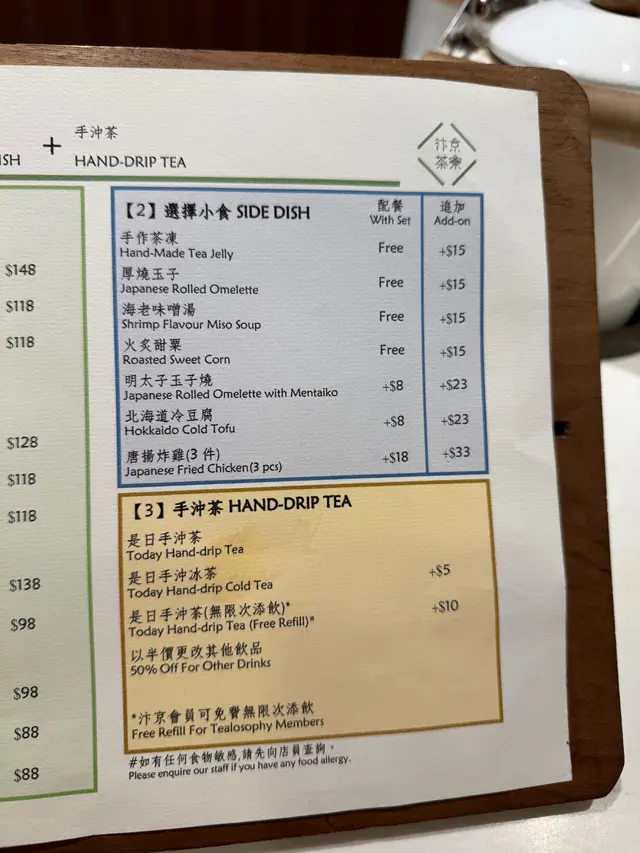 ISH
+
手沖茶
HAND-DRIP TEA
汴京
茶寮
$148
$118
$118
$128
$118
$118
$138
$98
$98
$88
$88
【2】選擇小食 SIDE DISH
配餐
With Set
追加
Add-on
手作茶凍
Hand-Made Tea Jelly
Free
+$15
厚燒玉子
Japanese Rolled Omelette
Free
+$15
海老味噌湯
Shrimp Flavour Miso Soup
Free
+$15
火炙甜粟
Roasted Sweet Corn
Free
+$15
明太子玉子燒
Japanese Rolled Omelette with Mentaiko
+$8
+$23
北海道冷豆腐
Hokkaido Cold Tofu
+$8
+$23
唐揚炸雞(3 件)
Japanese Fried Chicken(3 pcs)
+$18
+$33
【3】手沖茶 HAND-DRIP TEA
是日手沖茶
Today Hand-drip Tea
是日手沖冰茶
Today Hand-drip Cold Tea
+$5
是日手沖茶(無限次添飲)*
Today Hand-drip Tea (Free Refill)*
+$10
以半價更改其他飲品
50% Off For Other Drinks
*汴京會員可免費無限次添飲
Free Refill For Tealosophy Members
#如有任何食物敏感,請先向店員查詢。
Please enquire our staff if you have any food allergy.